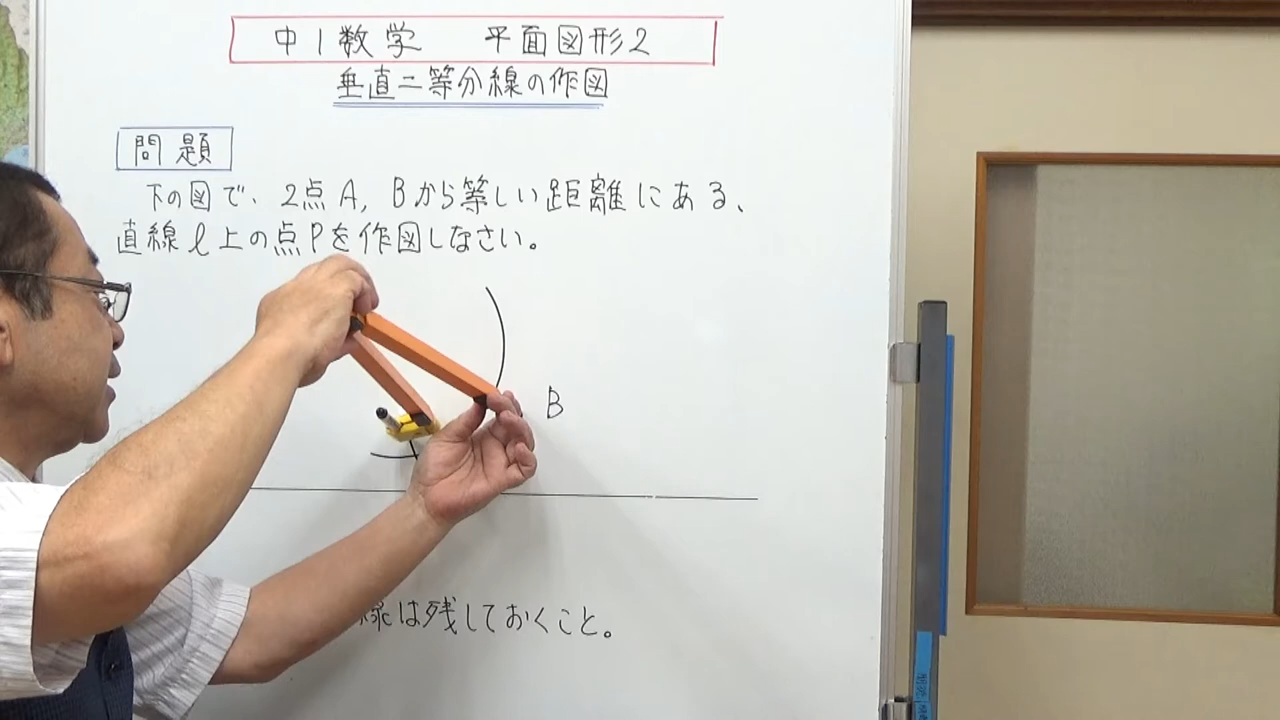 中1数学 平面図形2
垂直二等分線の作図
問題
下の図で、2点A, Bから等しい距離にある、
直線l上の点Pを作図しなさい。
B
線は残しておくこと。